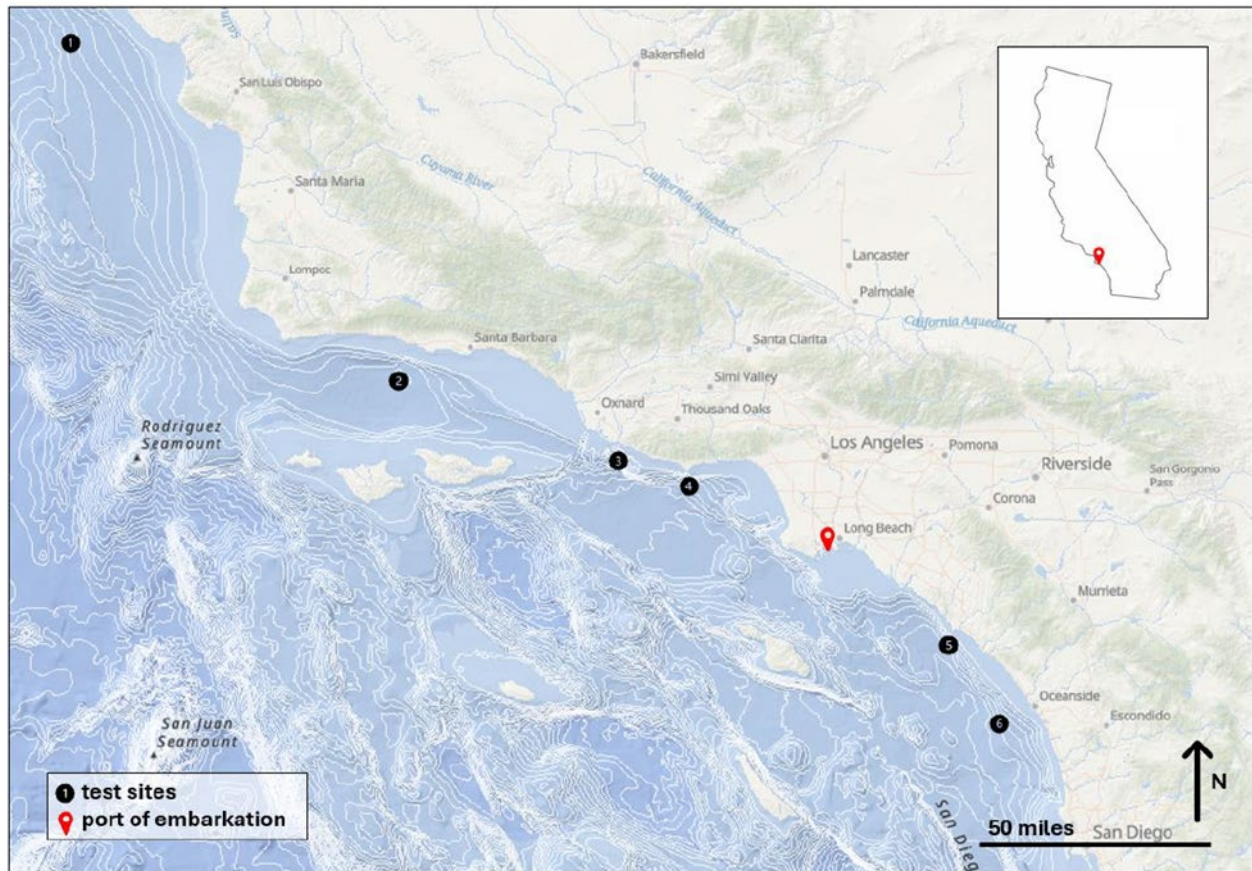 1
Salin
Bakersfield
San Luis Obispo
Cuyama River
California Aqueduct
Santa Maria
Lancaster
Lompoc
Palmdale
California Aqueduct
Santa Barbara
Santa Clarita
2
Simi Valley
Oxnard
Thousand Oaks
Rodriguez
Seamount
Los Angeles
Pomona
3
Riverside
San Gorgonio
Pass
4
Corona
Long Beach
Murrieta
5
Oceanside
6
Escondido
San Juan
Seamount
N
1 test sites
port of embarkation
San Dieg
50 miles
San Diego